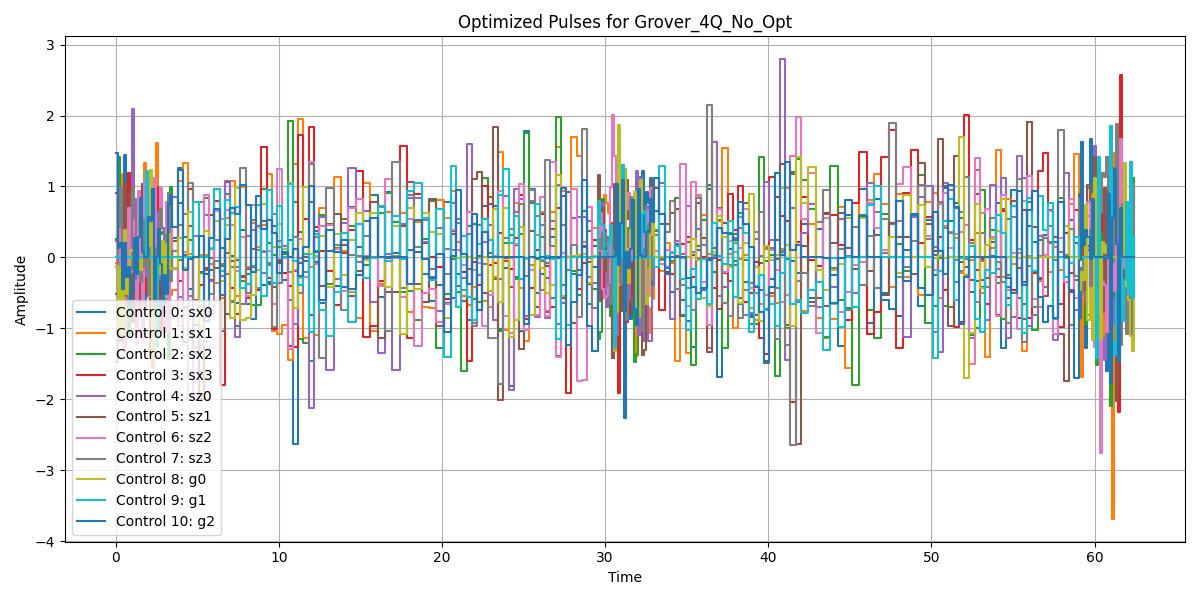 Optimized Pulses for Grover_4Q_No_Opt
3
2
1
0
−1
−2
−3
−4
Amplitude
Control 0: sx0
Control 1: sx1
Control 2: sx2
Control 3: sx3
Control 4: sz0
Control 5: sz1
Control 6: sz2
Control 7: sz3
Control 8: g0
Control 9: g1
Control 10: g2
0 10 20 30 40 50 60
Time